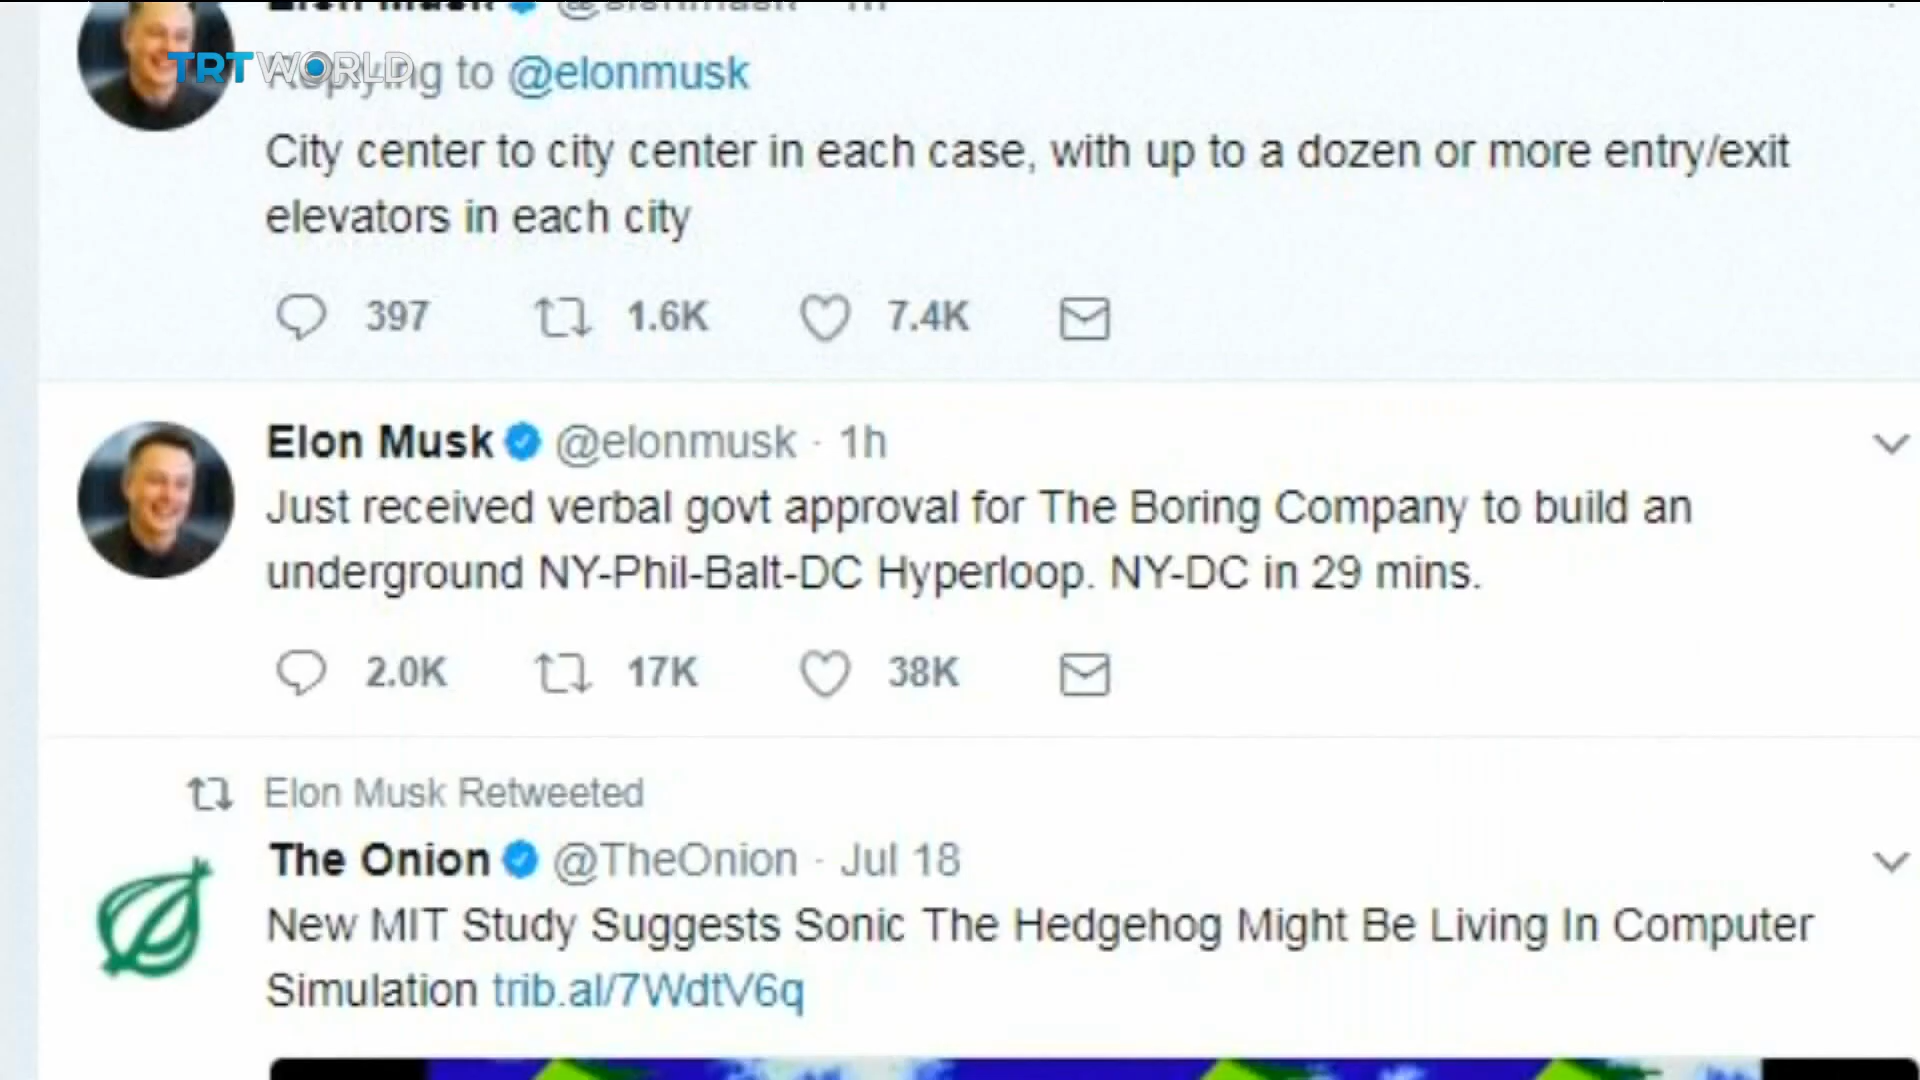 Elon Musk @elonmusk 1h
TRT WORLD
Replying to @elonmusk
City center to city center in each case, with up to a dozen or more entry/exit
elevators in each city
397 1.6K 7.4K
Elon Musk @elonmusk · 1h
Just received verbal govt approval for The Boring Company to build an
underground NY-Phil-Balt-DC Hyperloop. NY-DC in 29 mins.
2.0K 17K 38K
Elon Musk Retweeted
The Onion @TheOnion · Jul 18
New MIT Study Suggests Sonic The Hedgehog Might Be Living In Computer
Simulation trib.al/7WdtV6q